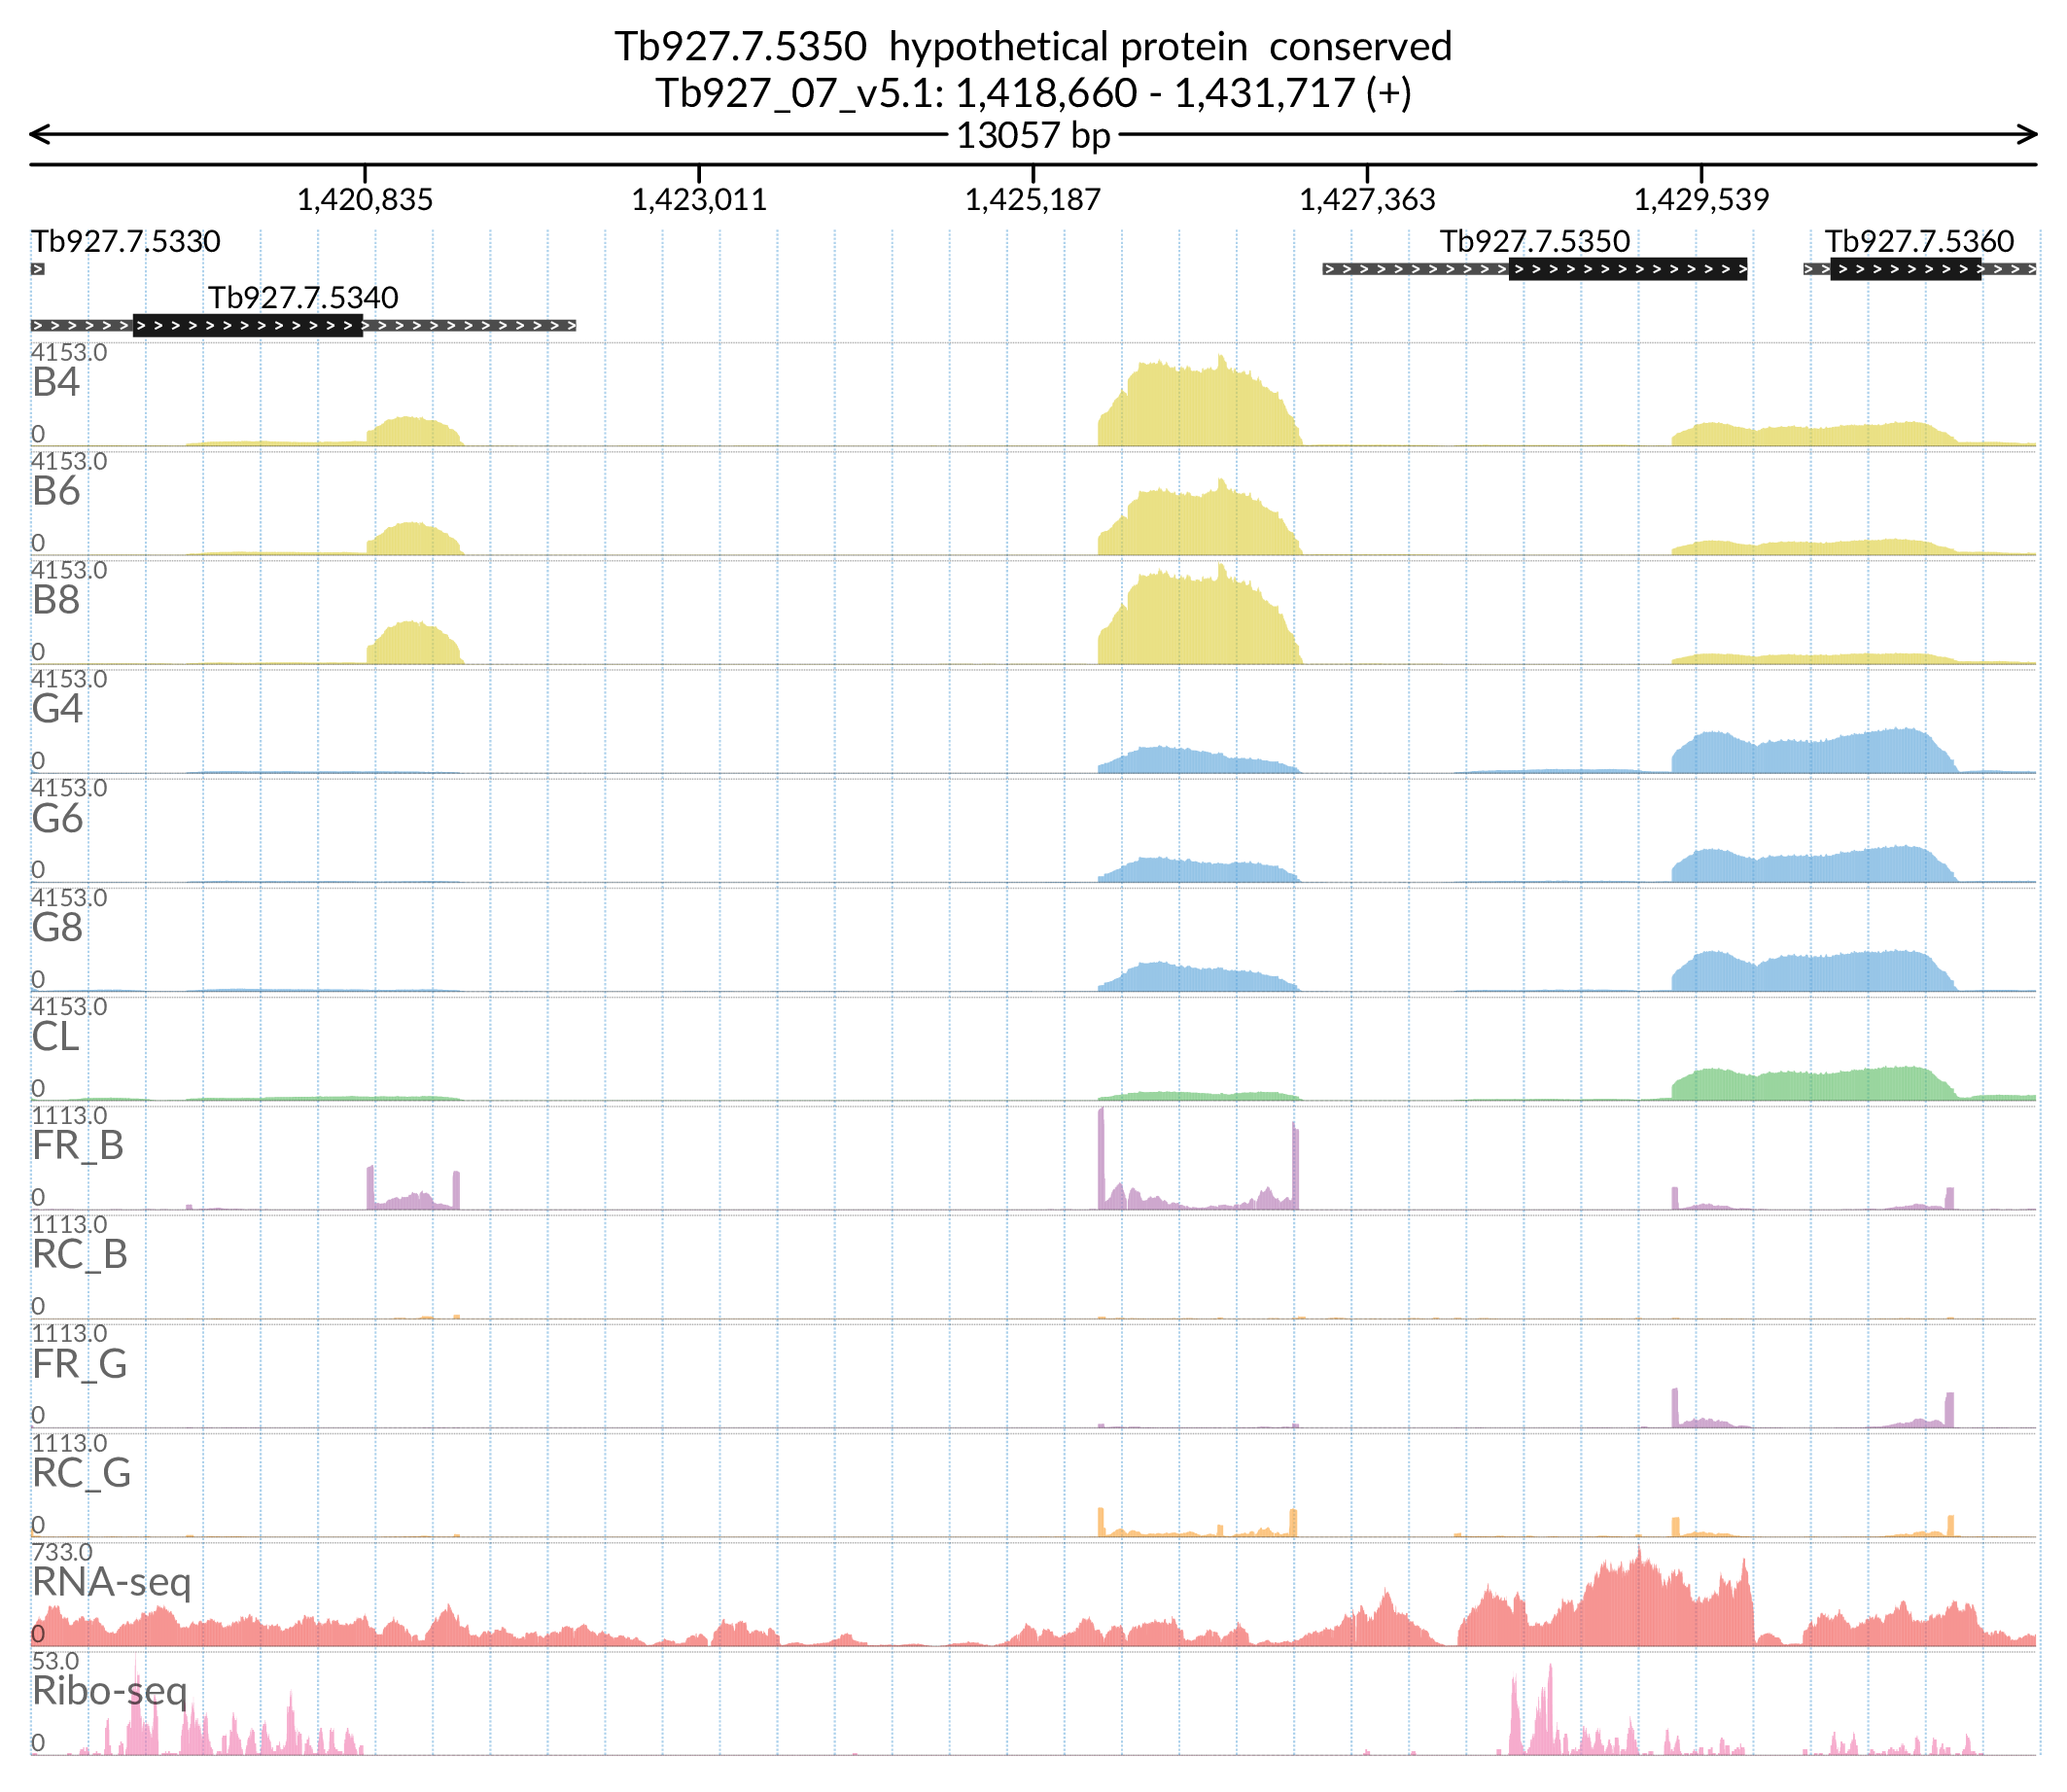 Tb927.7.5350  hypothetical protein  conserved
Tb927_07_v5.1: 1,418,660 - 1,431,717 (+)
13057 bp
1,420,835 1,423,011 1,425,187 1,427,363 1,429,539
Tb927.7.5330 Tb927.7.5350 Tb927.7.5360
Tb927.7.5340
4153.0
B4
0
4153.0
B6
0
4153.0
B8
0
4153.0
G4
0
4153.0
G6
0
4153.0
G8
0
4153.0
CL
0
1113.0
FR_B
0
1113.0
RC_B
0
1113.0
FR_G
0
1113.0
RC_G
0
733.0
RNA-seq
0
53.0
Ribo-seq
0